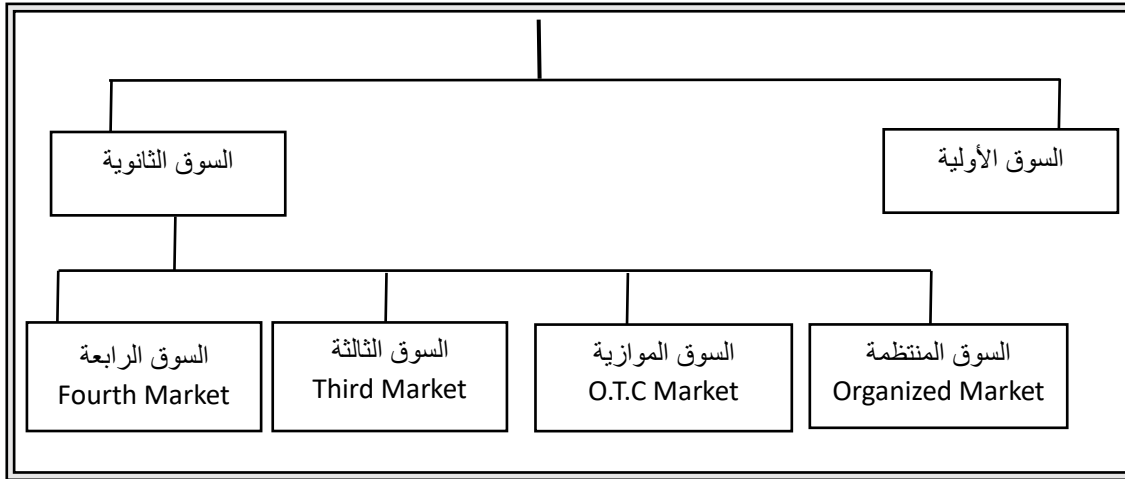 السوق الأولية
السوق الثانوية
السوق المنتظمة
Organized Market
السوق الموازية
O.T.C Market
السوق الثالثة
Third Market
السوق الرابعة
Fourth Market